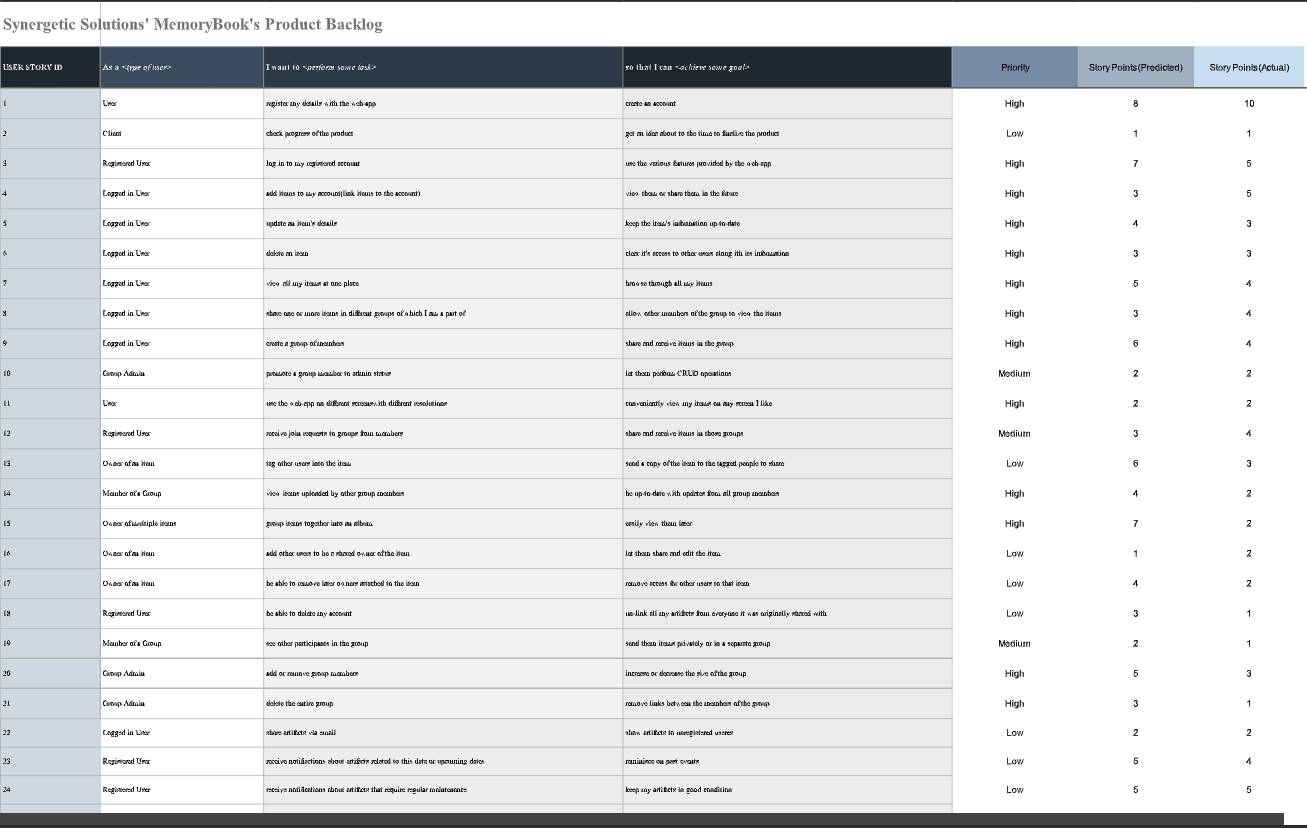 Synergetic Solutions' MemoryBook's Product Backlog
USER STORY ID As a <type of user> I want to <perform some task> so that I can <achieve some goal> Priority Story Points(Predicted) Story Points(Actual)
1 User register my details with the web-app create an account High 8 10
2 Client check progress of the product get an idea about to the time to finalize the product Low 1 1
3 Registered User log in to my registered account use the various features provided by the web-app High 7 5
4 Logged in User add items to my account(link items to the account) view them or share them in the future High 3 5
5 Logged in User update an item's details keep the item's information up-to-date High 4 3
6 Logged in User delete an item clear it's access to other users along ith its information High 3 3
7 Logged in User view all my items at one place browse through all my items High 5 4
8 Logged in User share one or more items in different groups of which I am a part of allow other members of the group to view the items High 3 4
9 Logged in User create a group of members share and receive items in the group High 6 4
10 Group Admin promote a group member to admin status let them perform CRUD operations Medium 2 2
11 User use the web-app on different screens with different resolutions conveniently view my items on any screen I like High 2 2
12 Registered User receive join requests to groups from members share and receive items in those groups Medium 3 4
13 Owner of an item tag other users into the item send a copy of the item to the tagged people to share Low 6 3
14 Member of a Group view items uploaded by other group members be up-to-date with updates from all group members High 4 2
15 Owner of multiple items group items together into an album easily view them later High 7 2
16 Owner of an item add other users to be a shared owner of the item let them share and edit the item Low 1 2
17 Owner of an item be able to remove later owners attached to the item remove access for other users to that item Low 4 2
18 Registered User be able to delete my account un-link all my artifacts from everyone it was originally shared with Low 3 1
19 Member of a Group see other participants in the group send them items privately or in a separate group Medium 2 1
20 Group Admin add or remove group members increase or decrease the size of the group High 5 3
21 Group Admin delete the entire group remove links between the members of the group High 3 1
22 Logged in User share artifacts via email show artifacts to unregistered users Low 2 2
23 Registered User receive notifications about artifacts related to this date or upcoming dates reminisce on past events Low 5 4
24 Registered User receive notifications about artifacts that require regular maintenance keep my artifacts in good condition Low 5 5